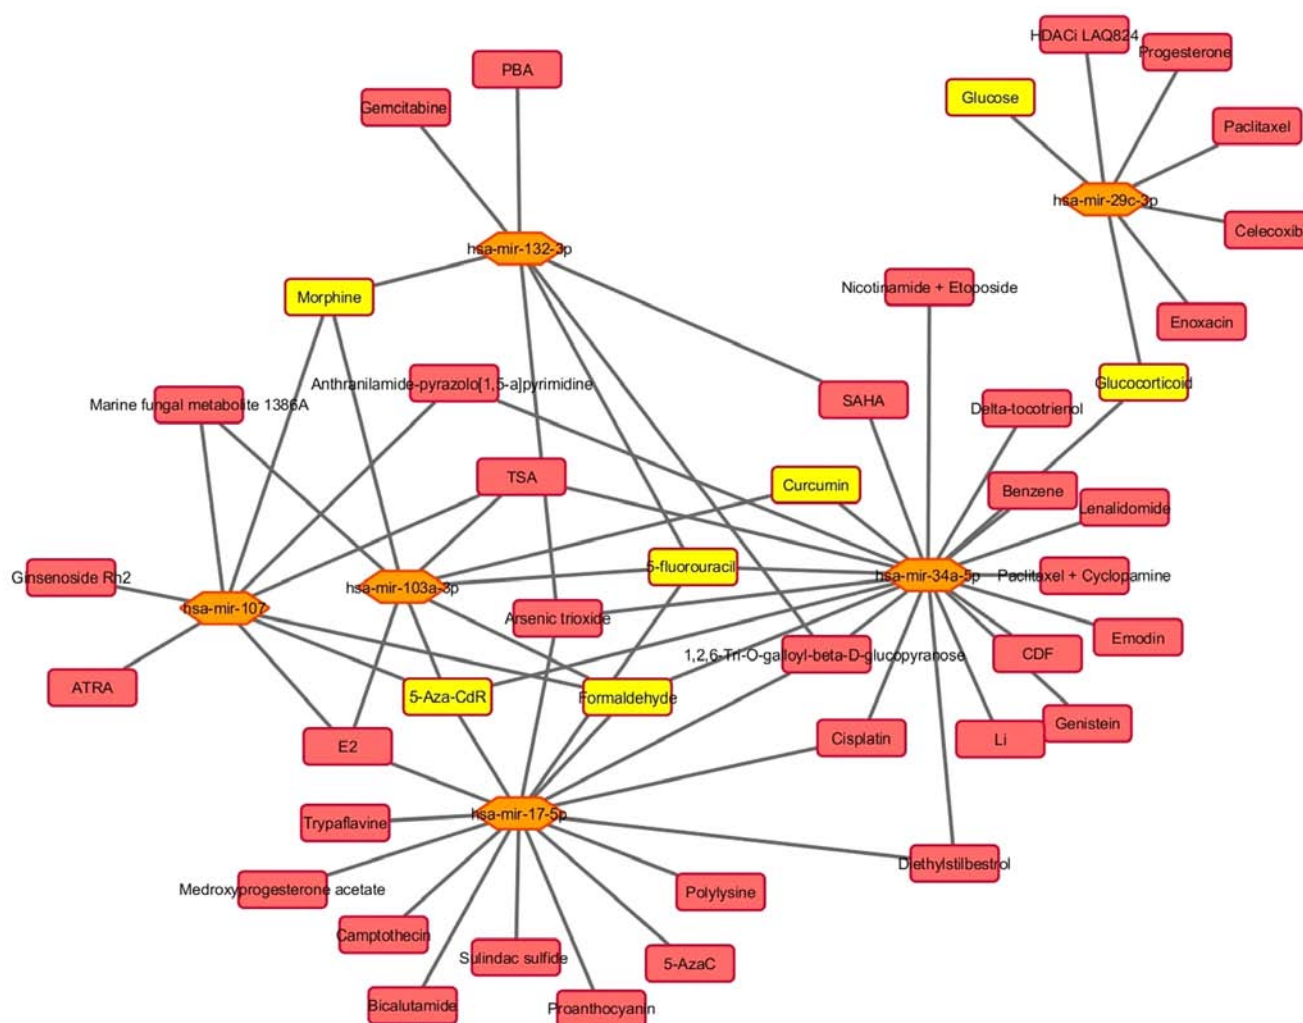 HDACi LAQ824
Progesterone
PBA
Glucose
Gemcitabine
Paclitaxel
hsa-mir-29c-3p
Celecoxib
hsa-mir-132-3p
Nicotinamide + Etoposide
Morphine
Enoxacin
Anthranilamide-pyrazolo[1,5-a]pyrimidine
Glucocorticoid
Marine fungal metabolite 1386A
SAHA
Delta-tocotrienol
TSA
Curcumin
Benzene
Lenalidomide
5-fluorouracil
Ginsenoside Rh2
hsa-mir-103a-3p
hsa-mir-34a-5p
Paclitaxel + Cyclopamine
hsa-mir-107
Arsenic trioxide
Emodin
1,2,6-Tri-O-galloyl-beta-D-glucopyranose
CDF
ATRA
5-Aza-CdR
Formaldehyde
Genistein
E2
Cisplatin
Li
hsa-mir-17-5p
Trypaflavine
Diethylstilbestrol
Medroxyprogesterone acetate
Polylysine
Camptothecin
Sulindac sulfide
5-AzaC
Bicalutamide
Proanthocyanin